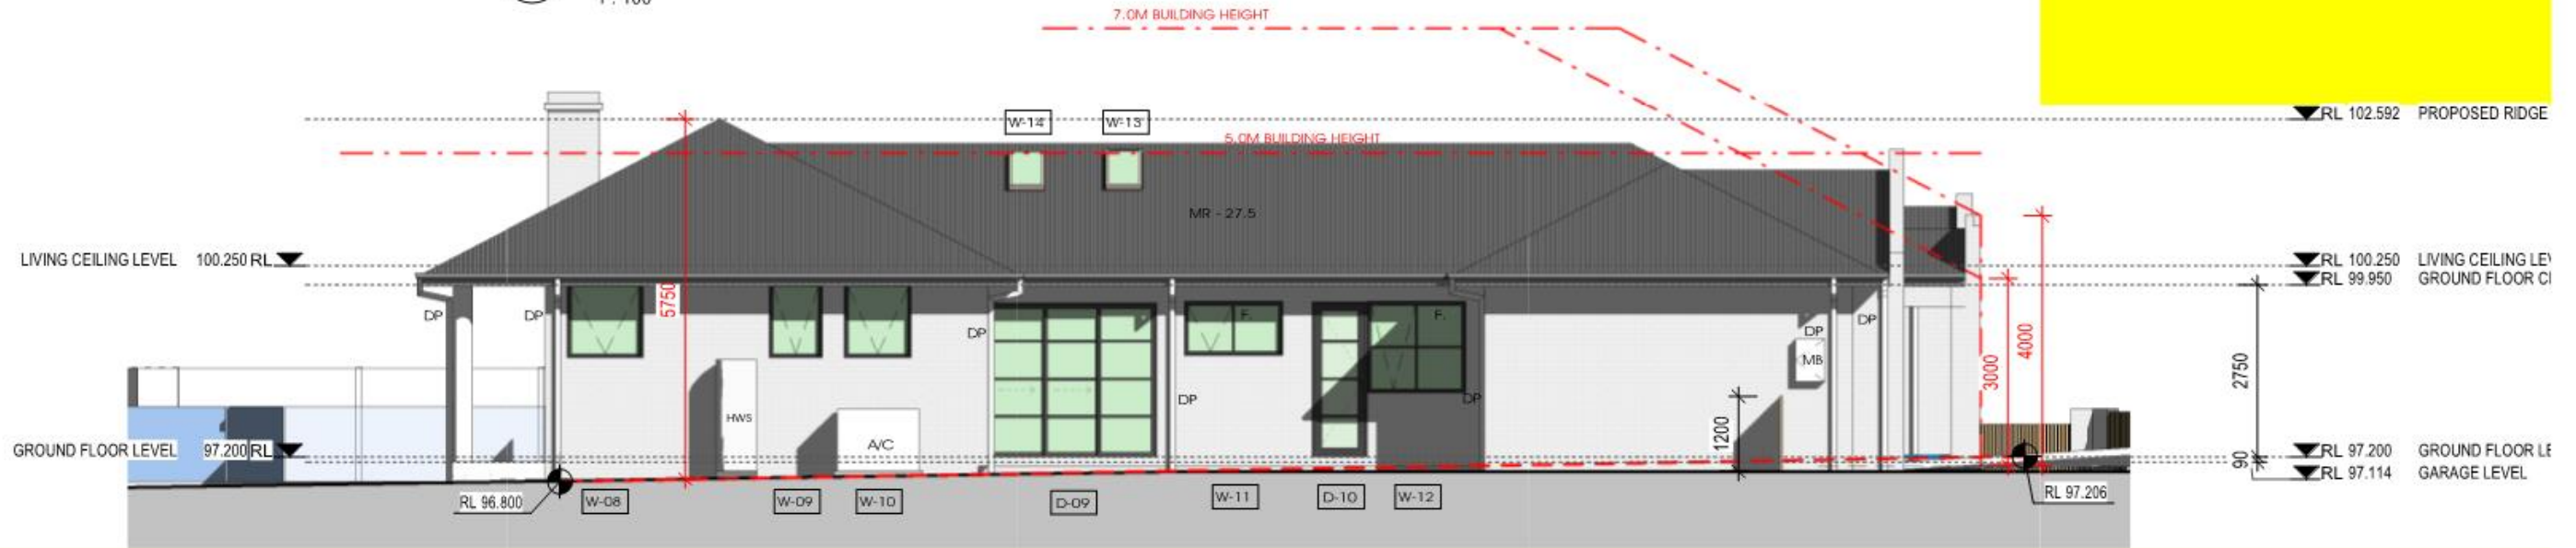 1 : 100
7.0M BUILDING HEIGHT
RL 102.592 PROPOSED RIDGE
W-14
W-13
5.0M BUILDING HEIGHT
MR - 27.5
LIVING CEILING LEVEL 100.250 RL
RL 100.250 LIVING CEILING LEV
RL 99.950 GROUND FLOOR CI
5750
DP
DP
DP
F.
F.
DP
DP
MB
3000
4000
2750
DP
DP
HWS
A/C
1200
GROUND FLOOR LEVEL 97.200 RL
RL 97.200 GROUND FLOOR LE
90
RL 97.114 GARAGE LEVEL
RL 96.800
W-08
W-09
W-10
D-09
W-11
D-10
W-12
RL 97.206